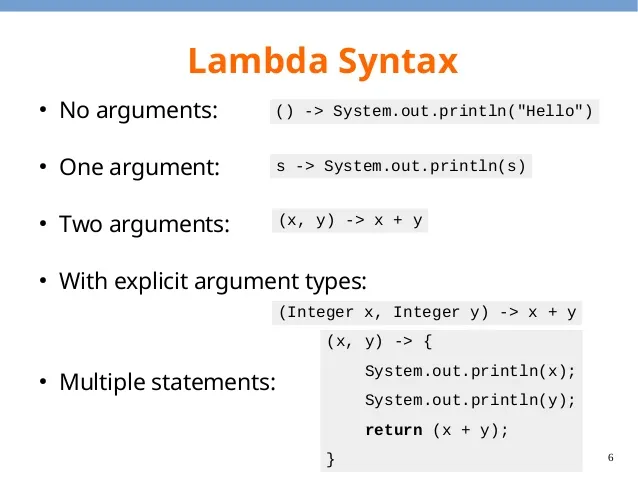 Lambda Syntax
• No arguments: () -> System.out.println("Hello")
• One argument: s -> System.out.println(s)
• Two arguments: (x, y) -> x + y
• With explicit argument types:
(Integer x, Integer y) -> x + y
• Multiple statements:
(x, y) -> {
    System.out.println(x);
    System.out.println(y);
    return (x + y);
}
6